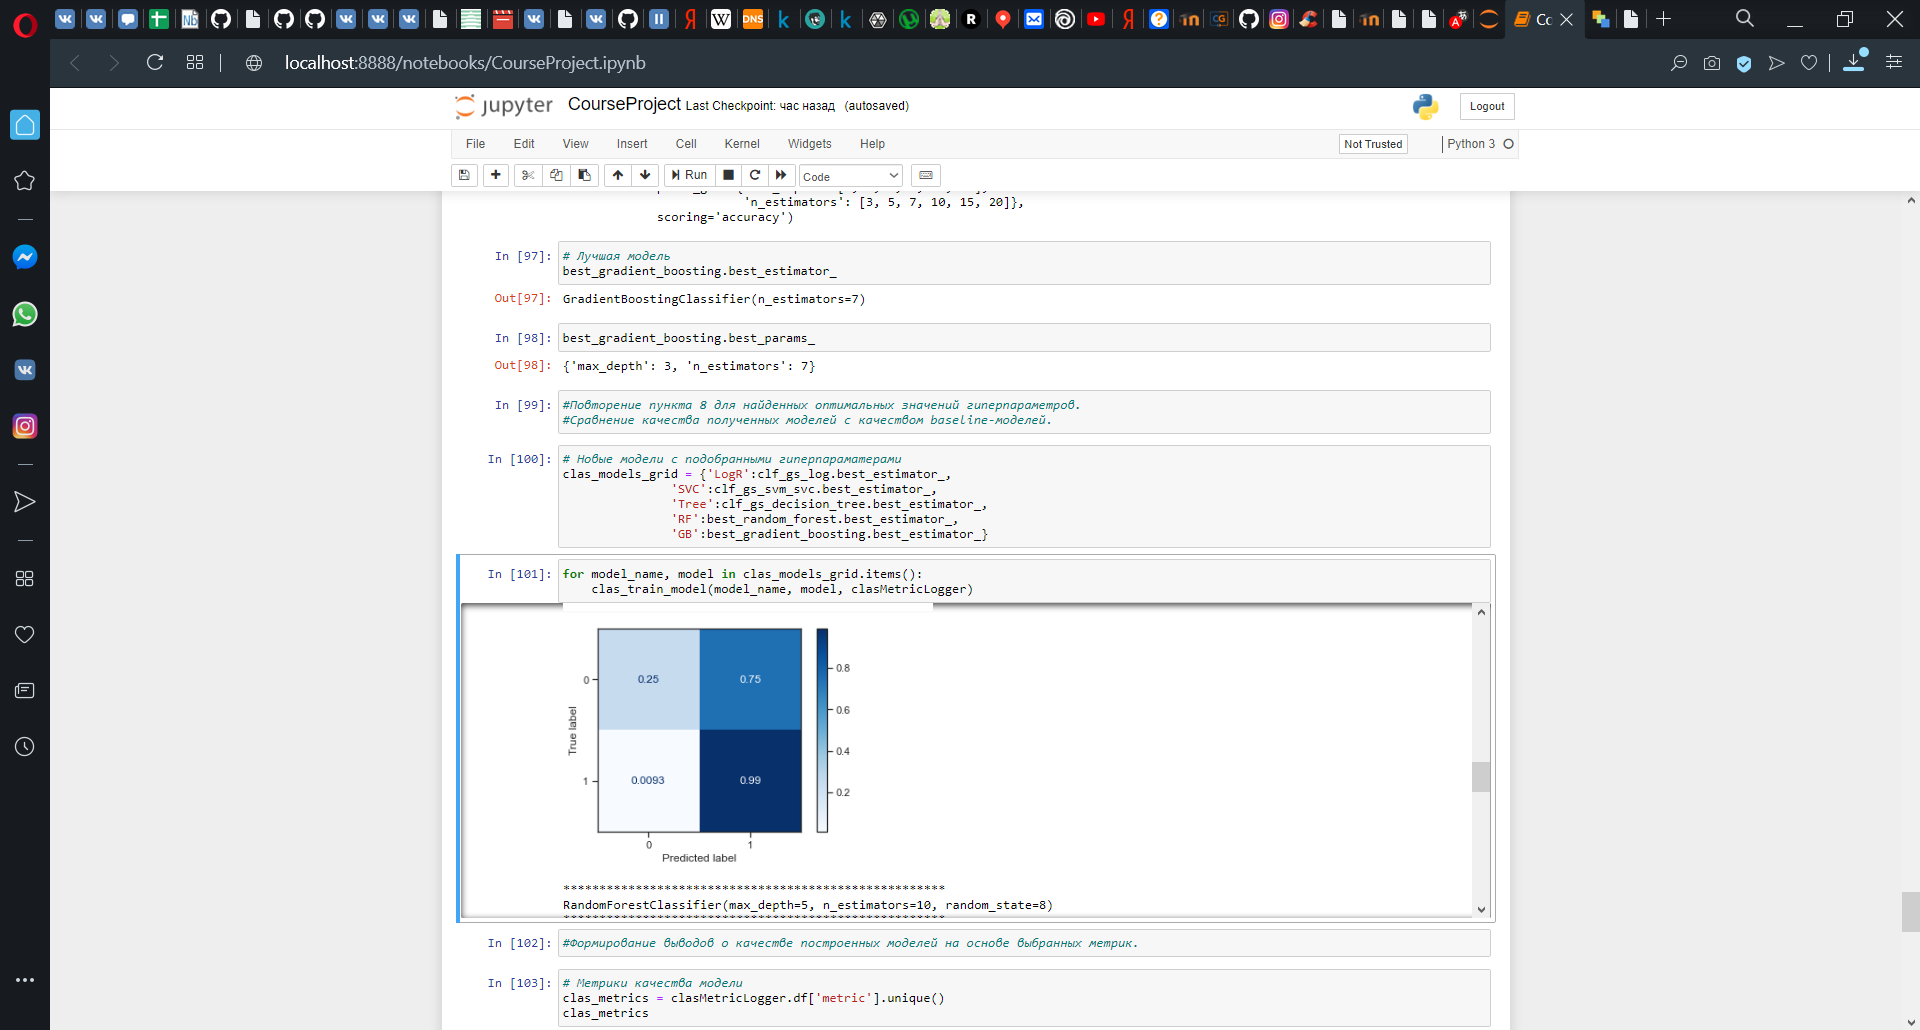 Co
localhost:8888/notebooks/CourseProject.ipynb
jupyter CourseProject Last Checkpoint: час назад (autosaved)
Logout
File Edit View Insert Cell Kernel Widgets Help
Not Trusted
Python 3
Run
Code
'n_estimators': [3, 5, 7, 10, 15, 20]},
scoring='accuracy')
In [97]: # Лучшая модель
best_gradient_boosting.best_estimator_
Out[97]: GradientBoostingClassifier(n_estimators=7)
In [98]: best_gradient_boosting.best_params_
Out[98]: {'max_depth': 3, 'n_estimators': 7}
In [99]: #Повторение пункта 8 для найденных оптимальных значений гиперпараметров.
#Сравнение качества полученных моделей с качеством baseline-моделей.
In [100]: # Новые модели с подобранными гиперпараматерами
clas_models_grid = {'LogR':clf_gs_log.best_estimator_,
'SVC':clf_gs_svm_svc.best_estimator_,
'Tree':clf_gs_decision_tree.best_estimator_,
'RF':best_random_forest.best_estimator_,
'GB':best_gradient_boosting.best_estimator_}
In [101]: for model_name, model in clas_models_grid.items():
clas_train_model(model_name, model, clasMetricLogger)
0.8
0 0.25 0.75
0.6
True label
0.4
1 0.0093 0.99
0.2
0 1
Predicted label
*****************************************************
RandomForestClassifier(max_depth=5, n_estimators=10, random_state=8)
*****************************************************
In [102]: #Формирование выводов о качестве построенных моделей на основе выбранных метрик.
In [103]: # Метрики качества модели
clas_metrics = clasMetricLogger.df['metric'].unique()
clas_metrics